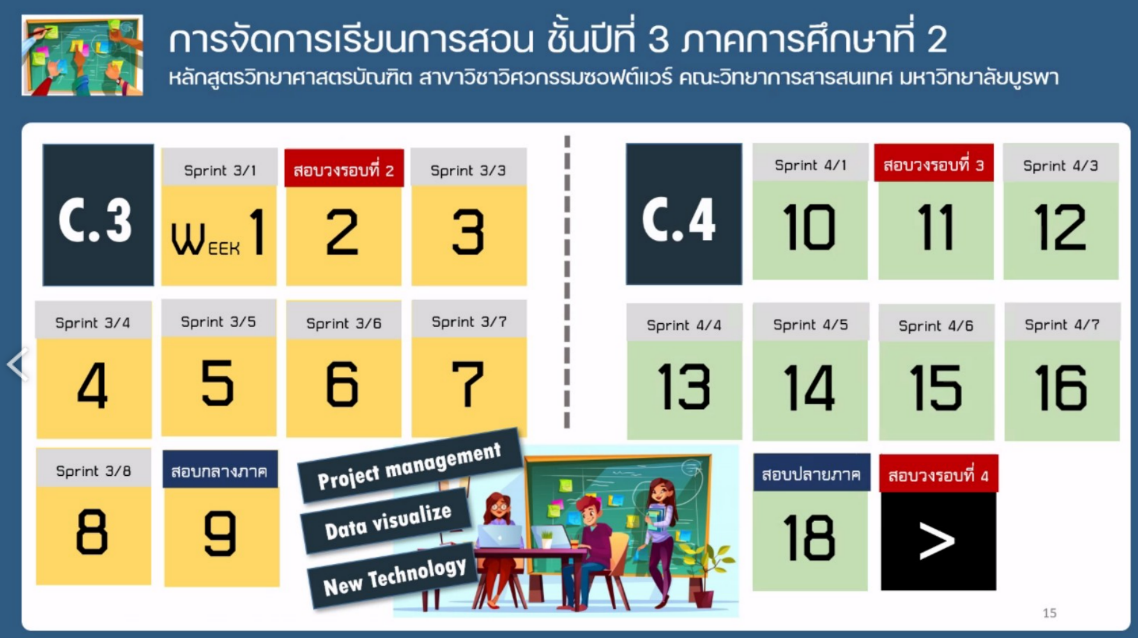 การจัดการเรียนการสอน ชั้นปีที่ 3 ภาคการศึกษาที่ 2
หลักสูตรวิทยาศาสตรบัณฑิต สาขาวิชาวิศวกรรมซอฟต์แวร์ คณะวิทยาการสารสนเทศ มหาวิทยาลัยบูรพา
C.3
Sprint 3/1
WEEK 1
สอบวงรอบที่ 2
2
Sprint 3/3
3
Sprint 3/4
4
Sprint 3/5
5
Sprint 3/6
6
Sprint 3/7
7
Sprint 3/8
8
สอบกลางภาค
9
Project management
Data visualize
New Technology
C.4
Sprint 4/1
10
สอบวงรอบที่ 3
11
Sprint 4/3
12
Sprint 4/4
13
Sprint 4/5
14
Sprint 4/6
15
Sprint 4/7
16
สอบปลายภาค
18
สอบวงรอบที่ 4
>
15